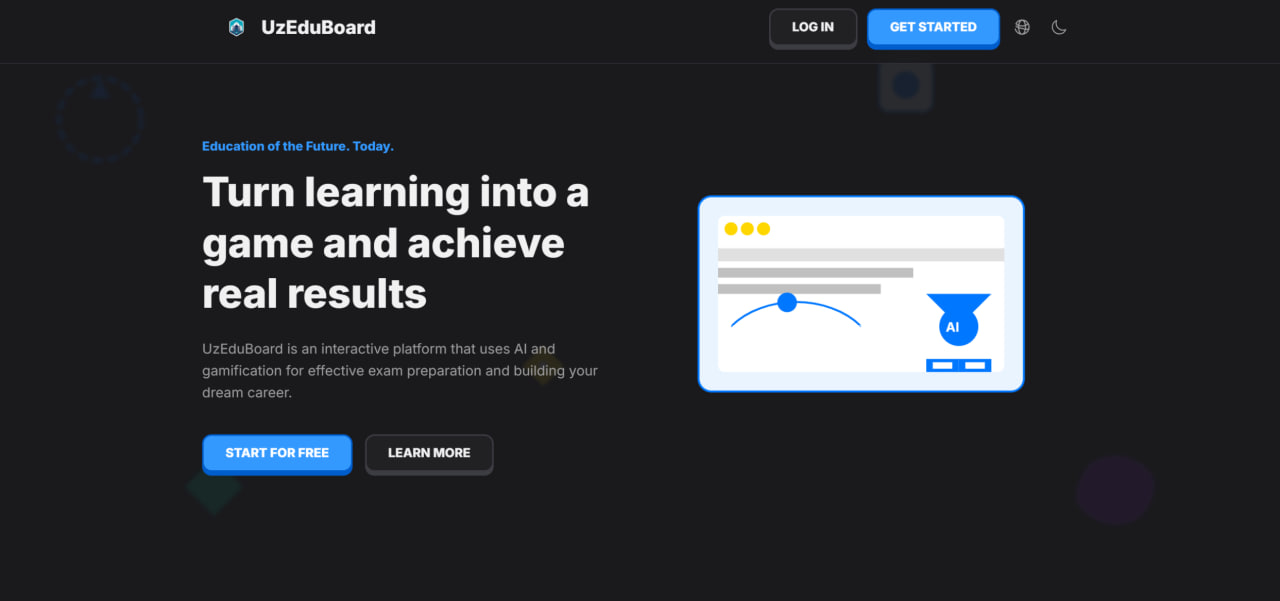 UzEduBoard
LOG IN
GET STARTED
Education of the Future. Today.
Turn learning into a
game and achieve
real results
UzEduBoard is an interactive platform that uses AI and
gamification for effective exam preparation and building your
dream career.
START FOR FREE
LEARN MORE
AI